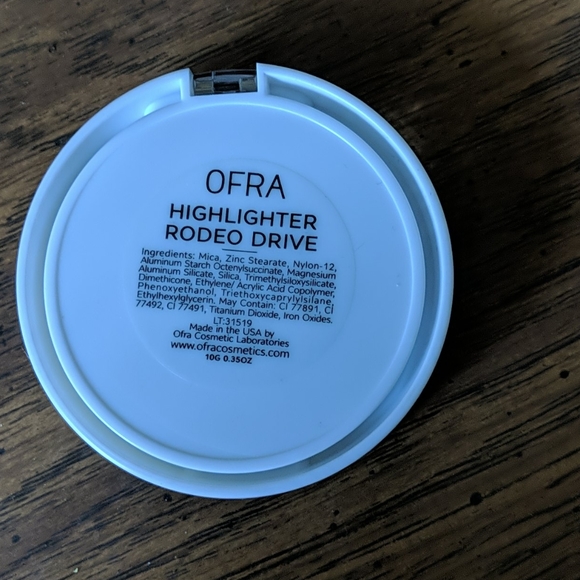 OFRA
HIGHLIGHTER
RODEO DRIVE
Ingredients: Mica, Zinc Stearate, Nylon-12,
Aluminum Starch Octenylsuccinate, Magnesium
Aluminum Silicate, Silica, Trimethylsiloxysilicate,
Dimethicone, Ethylene/ Acrylic Acid Copolymer,
Phenoxyethanol, Triethoxycaprylylsilane,
Ethylhexylglycerin. May Contain: CI 77891, CI
77492, CI 77491, Titanium Dioxide, Iron Oxides.
LT:31519
Made in the USA by
Ofra Cosmetic Laboratories
www.ofracosmetics.com
10G 0.35OZ